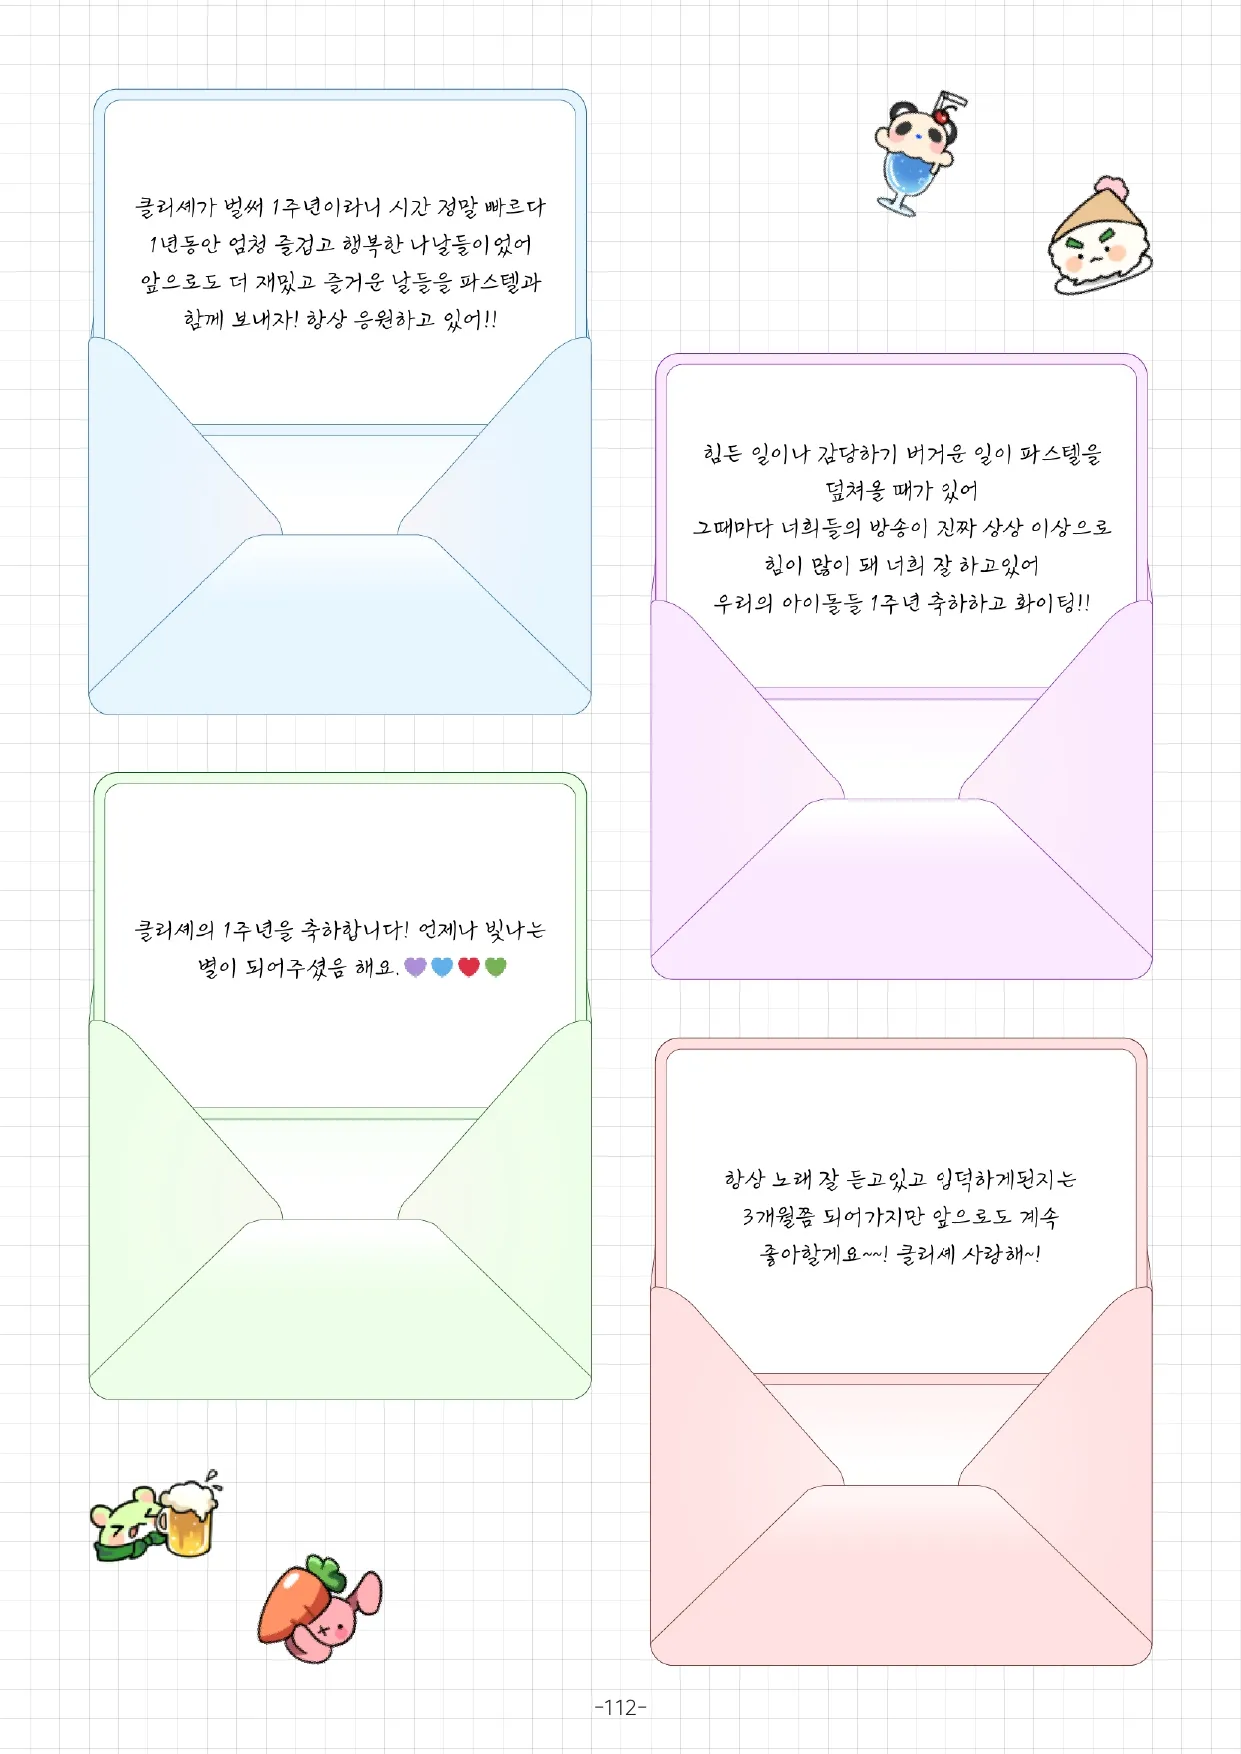 클리셰가 벌써 1주년이라니 시간 정말 빠르다
1년동안 엄청 즐겁고 행복한 나날들이었어
앞으로도 더 재밌고 즐거운 날들을 파스텔과
함께 보내자! 항상 응원하고 있어!!
힘든 일이나 감당하기 버거운 일이 파스텔을
덮쳐올 때가 있어
그때마다 너희들의 방송이 진짜 상상 이상으로
힘이 많이 돼 너희 잘 하고있어
우리의 아이돌들 1주년 축하하고 화이팅!!
클리셰의 1주년을 축하합니다! 언제나 빛나는
별이 되어주셨음 해요.💜💙❤️💚
항상 노래 잘 듣고있고 입덕하게된지는
3개월쯤 되어가지만 앞으로도 계속
좋아할게요~~! 클리셰 사랑해~!
-112-